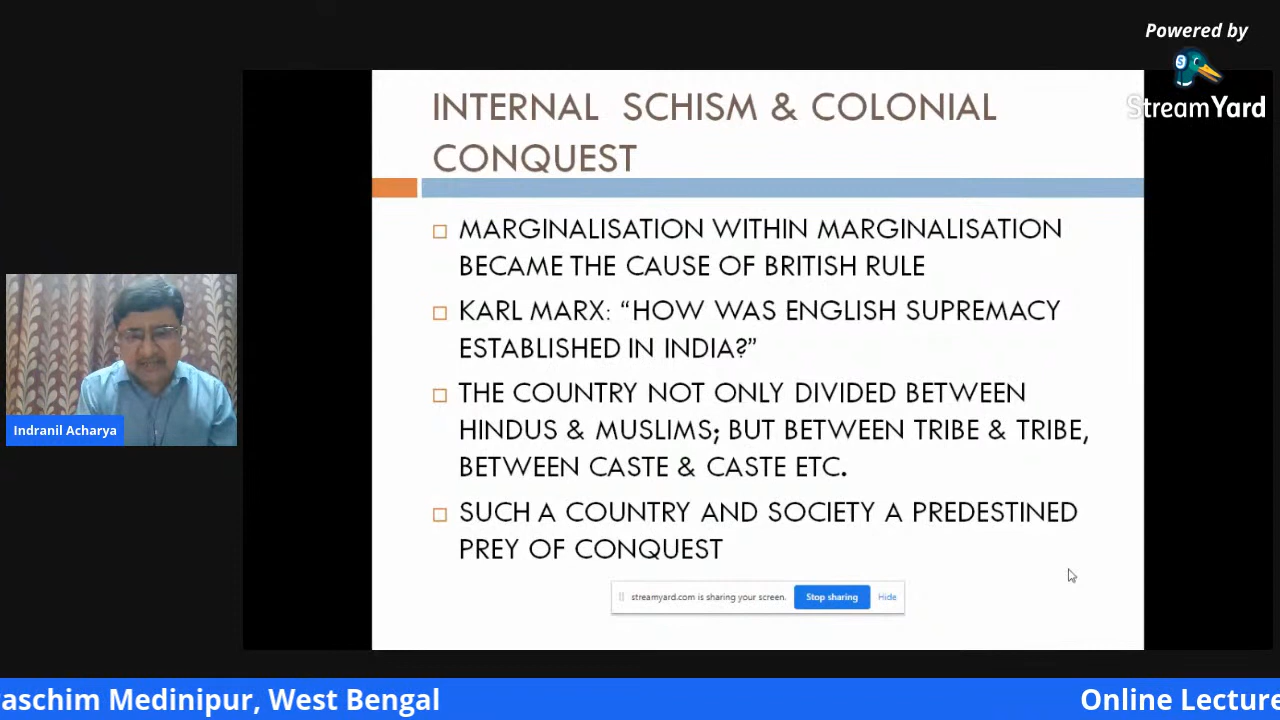 Powered by
StreamYard
INTERNAL SCHISM & COLONIAL
CONQUEST
MARGINALISATION WITHIN MARGINALISATION
BECAME THE CAUSE OF BRITISH RULE
KARL MARX: “HOW WAS ENGLISH SUPREMACY
ESTABLISHED IN INDIA?”
THE COUNTRY NOT ONLY DIVIDED BETWEEN
HINDUS & MUSLIMS; BUT BETWEEN TRIBE & TRIBE,
BETWEEN CASTE & CASTE ETC.
SUCH A COUNTRY AND SOCIETY A PREDESTINED
PREY OF CONQUEST
Indranil Acharya
streamyard.com is sharing your screen. Stop sharing Hide
aschim Medinipur, West Bengal Online Lecture